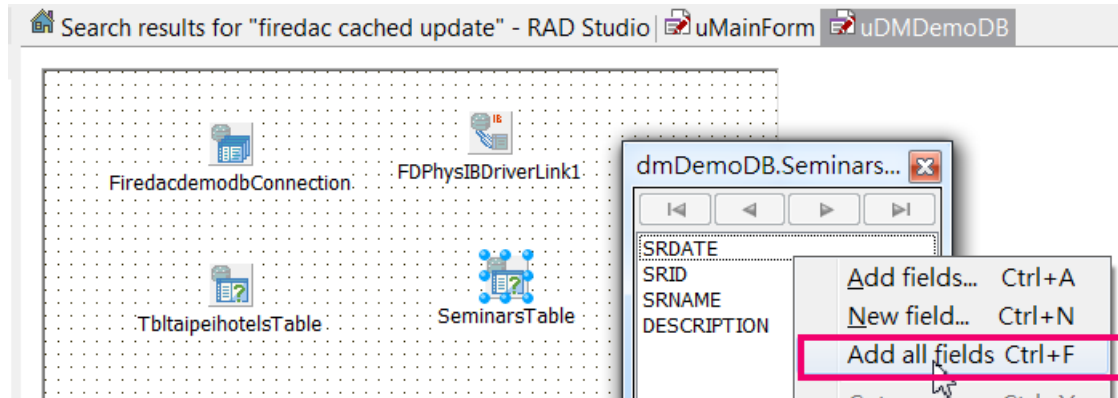 Search results for "firedac cached update" - RAD Studio uMainForm uDMDemoDB
IB
FiredacdemodbConnection
FDPhysIBDriverLink1
dmDemoDB.Seminars...
SRDATE
SRID
SRNAME
DESCRIPTION
Add fields... Ctrl+A
New field... Ctrl+N
Add all fields Ctrl+F
TbltaipeihotelsTable
SeminarsTable